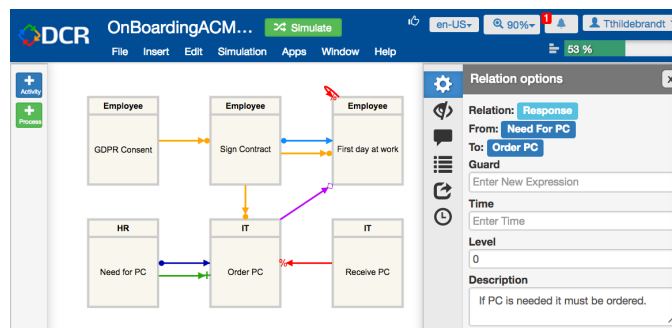 DCR
OnBoardingACM...
Simulate
en-US
90%
1
Tthildebrandt
File Insert Edit Simulation Apps Window Help
53 %
Activity
Process
Employee
GDPR Consent
Employee
Sign Contract
Employee
First day at work
%
HR
Need for PC
IT
Order PC
%
IT
Receive PC
Relation options
x
Relation: Response
From: Need For PC
To: Order PC
Guard
Enter New Expression
Time
Enter Time
Level
0
Description
If PC is needed it must be ordered.